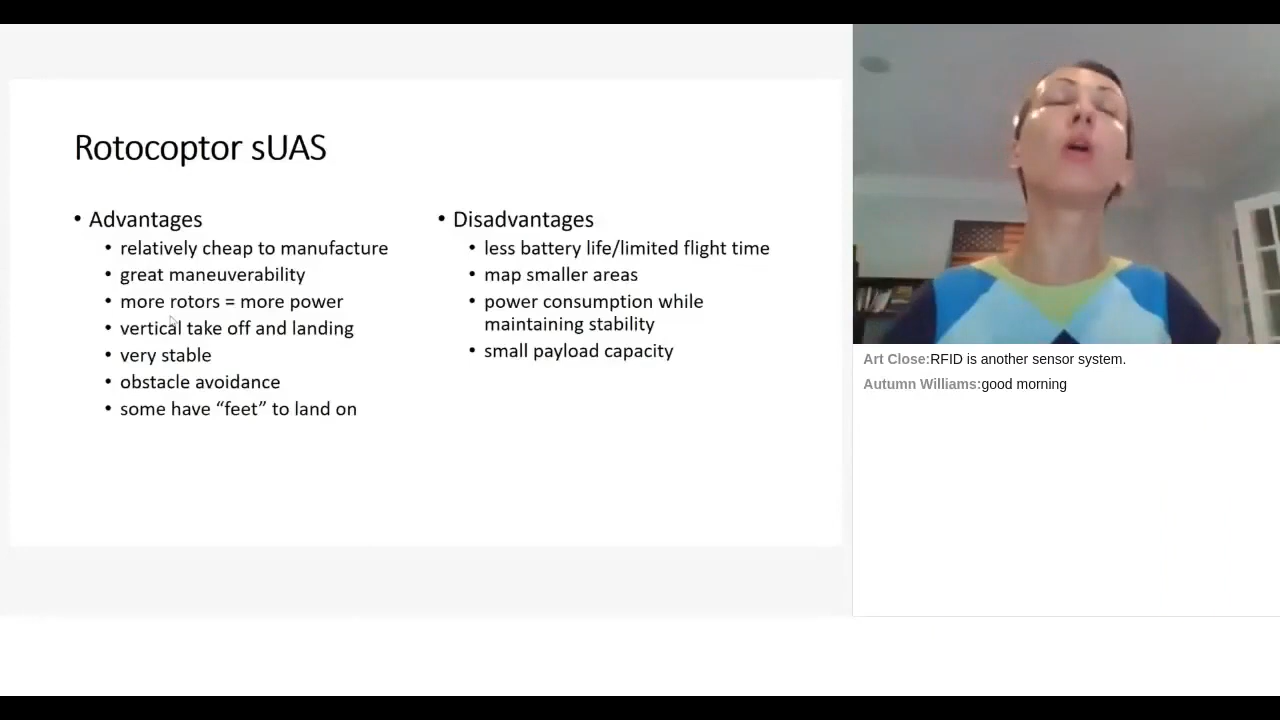 Rotocoptor sUAS
• Advantages
• relatively cheap to manufacture
• great maneuverability
• more rotors = more power
• vertical take off and landing
• very stable
• obstacle avoidance
• some have “feet” to land on
• Disadvantages
• less battery life/limited flight time
• map smaller areas
• power consumption while
maintaining stability
• small payload capacity
Art Close:RFID is another sensor system.
Autumn Williams:good morning